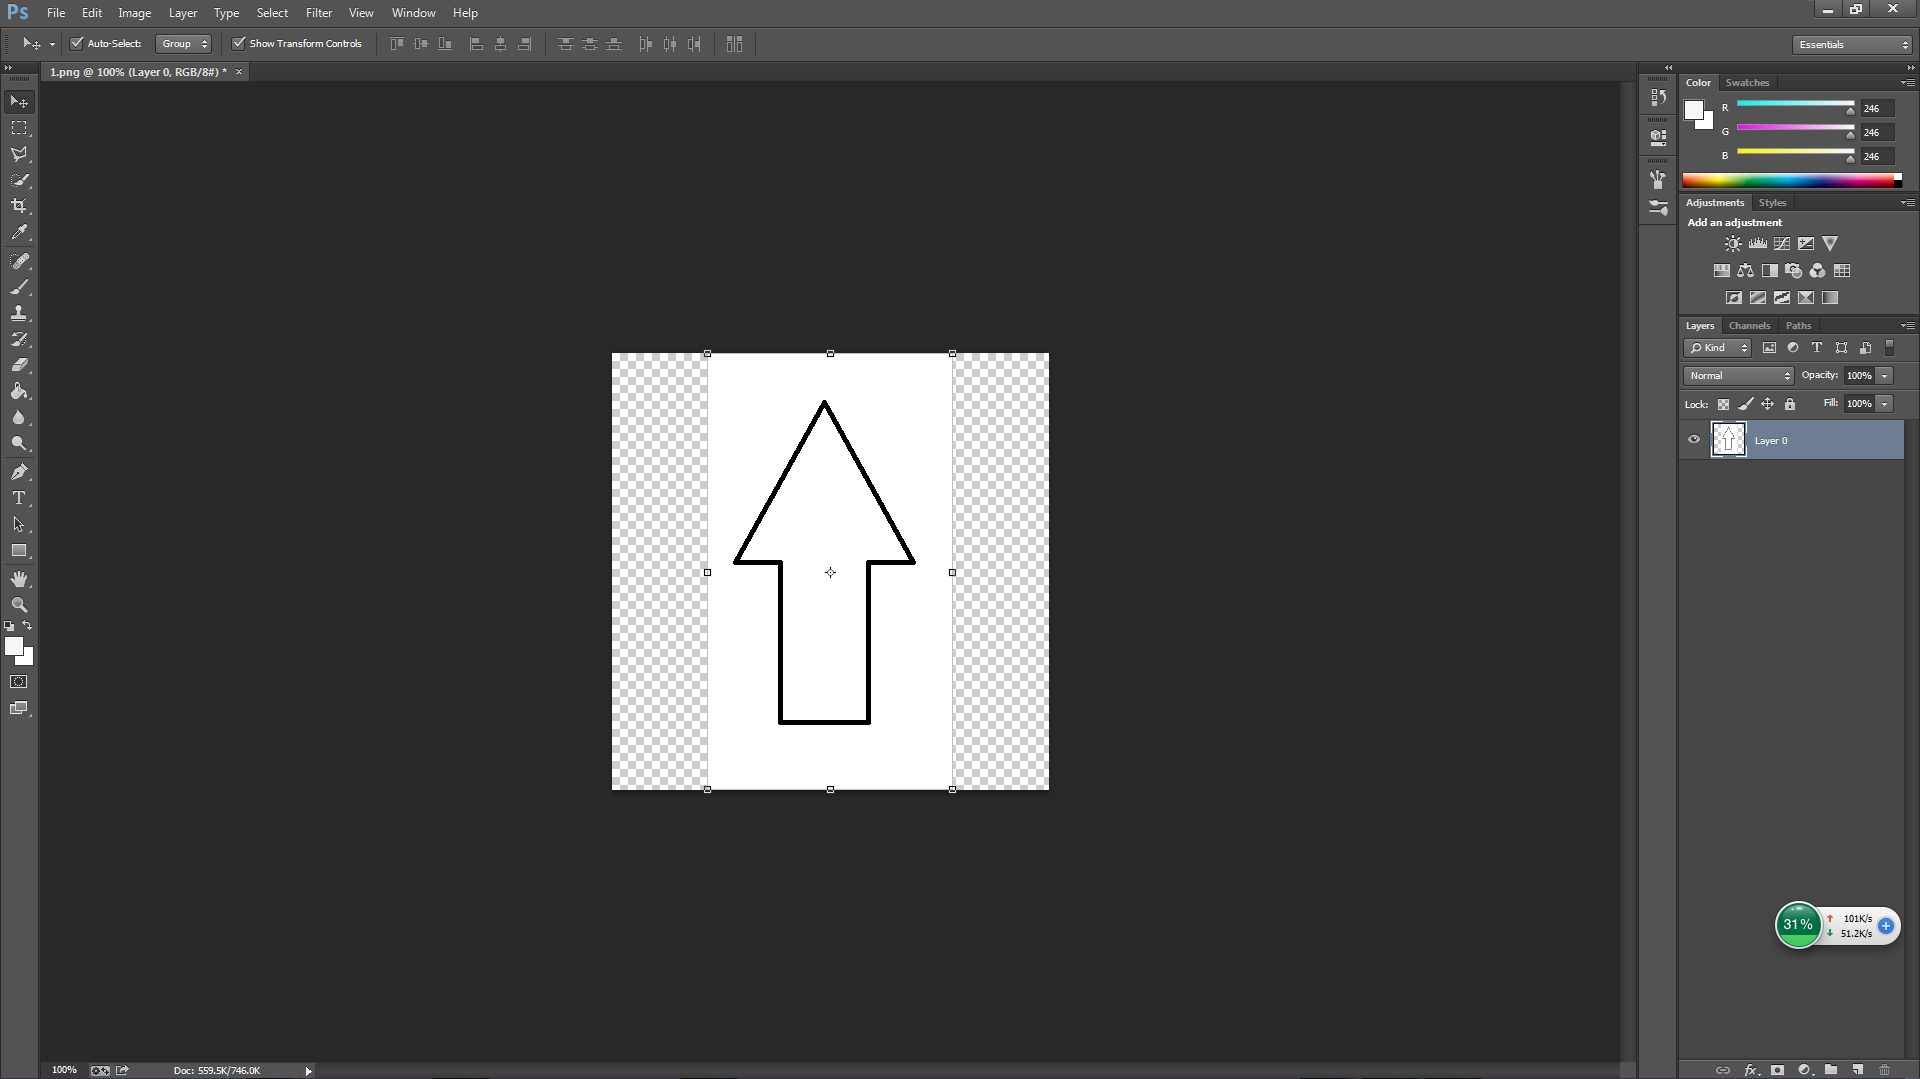 Ps File Edit Image Layer Type Select Filter View Window Help
Auto-Select: Group Show Transform Controls Essentials
1.png @ 100% (Layer 0, RGB/8#) * ×
Color Swatches
R 246
G 246
B 246
Adjustments Styles
Add an adjustment
Layers Channels Paths
Kind
Normal Opacity: 100%
Lock: Fill: 100%
Layer 0
31% 101K/s
51.2K/s
100% Doc: 559.5K/746.0K